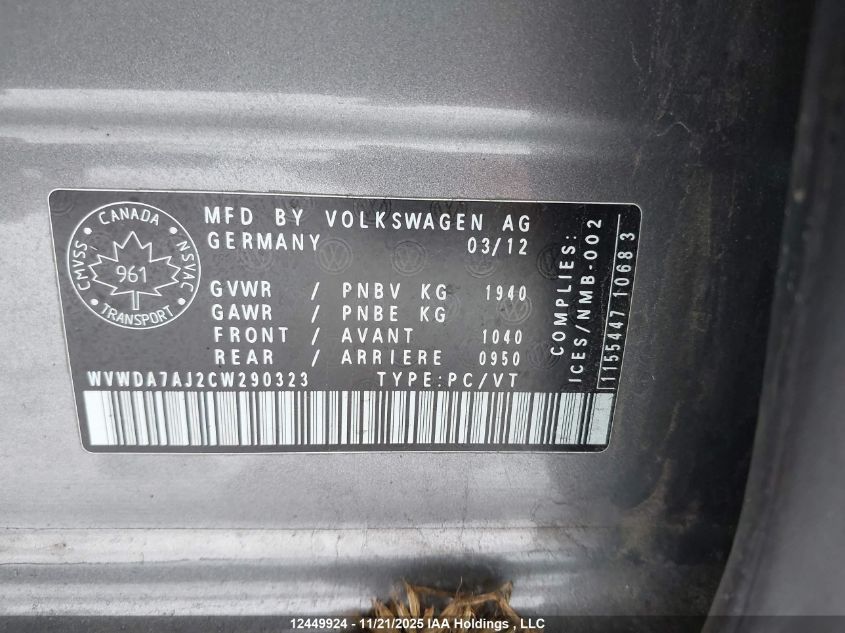 CANADA
CMVSS
NSVAC
961
TRANSPORT
MFD BY VOLKSWAGEN AG
GERMANY 03/12
GVWR / PNBV KG 1940
GAWR / PNBE KG
FRONT / AVANT 1040
REAR / ARRIERE 0950
WVWDA7AJ2CW290323 TYPE:PC/VT
COMPLIES:
ICES/NMB-002
115544710683
12449924 - 11/21/2025 IAA Holdings , LLC